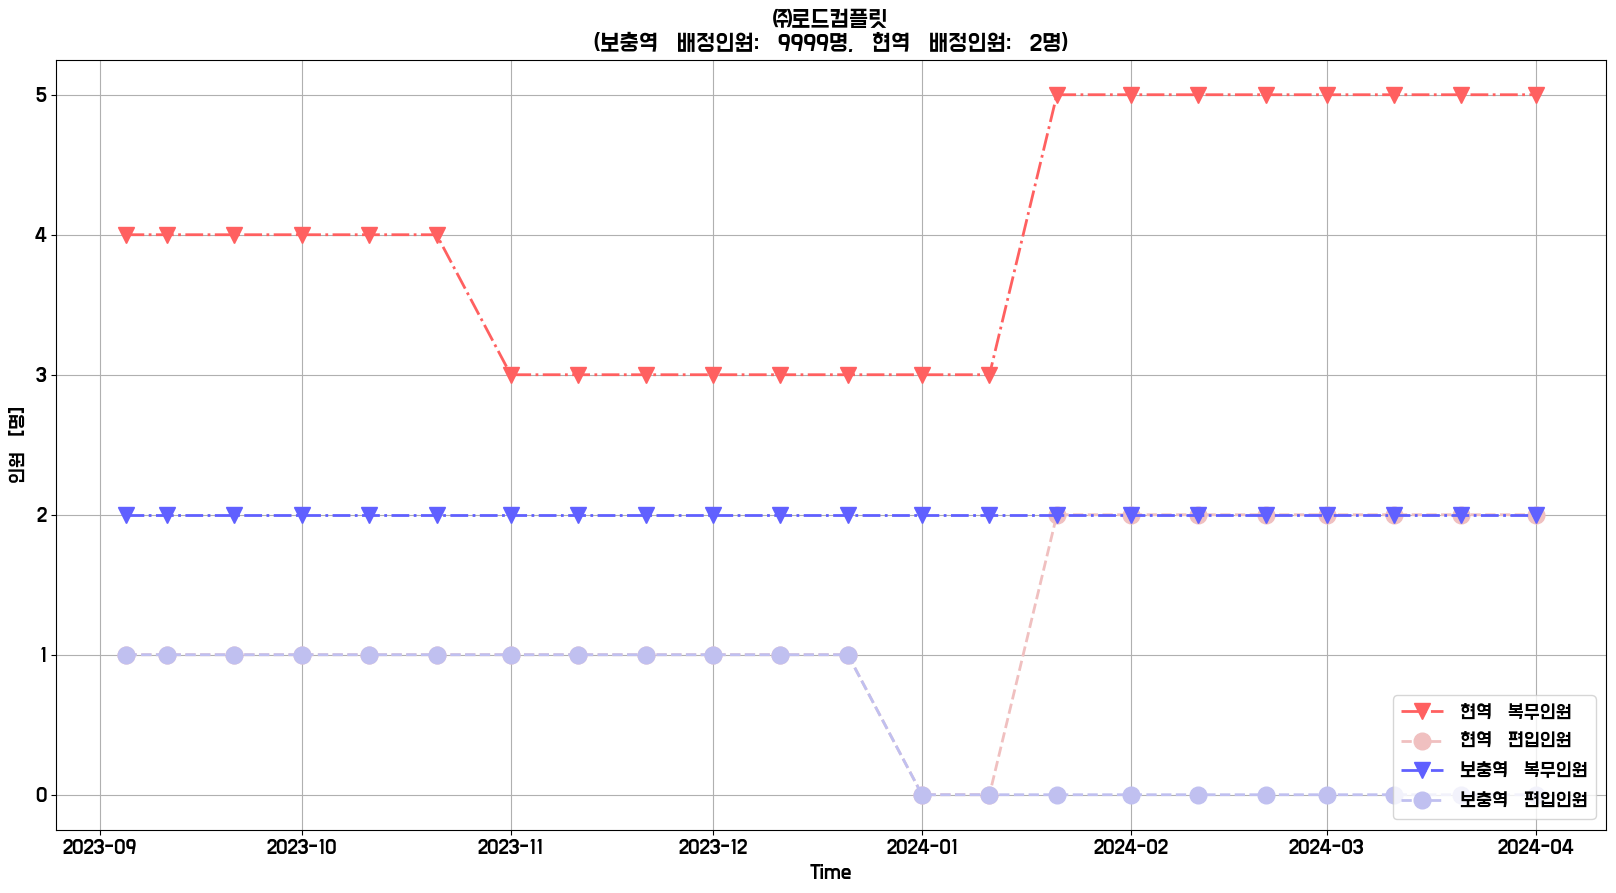 ㈜로드컴플릿
(보충역 배정인원: 9999명, 현역 배정인원: 2명)
인원 [명]
5
4
3
2
1
0
2023-09 2023-10 2023-11 2023-12 2024-01 2024-02 2024-03 2024-04
Time
현역 복무인원
현역 편입인원
보충역 복무인원
보충역 편입인원